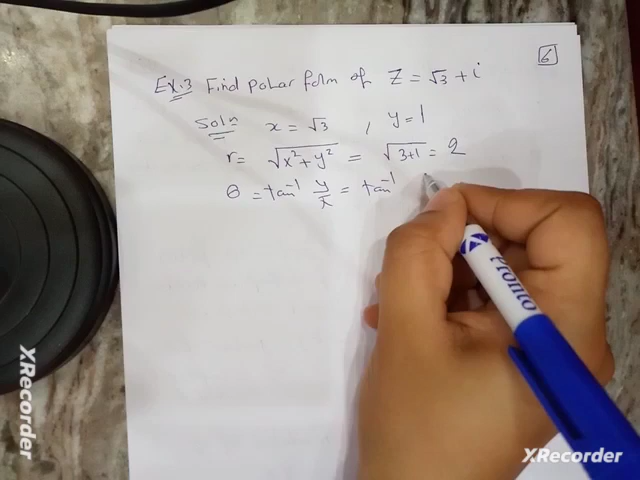 6
Ex.3 Find polar form of Z = √3 + i
Soln x = √3 , y = 1
r = √x² + y² = √3+1 = 2
θ = tan⁻¹ y/x = tan⁻¹
Pronto
XRecorder
XRecorder